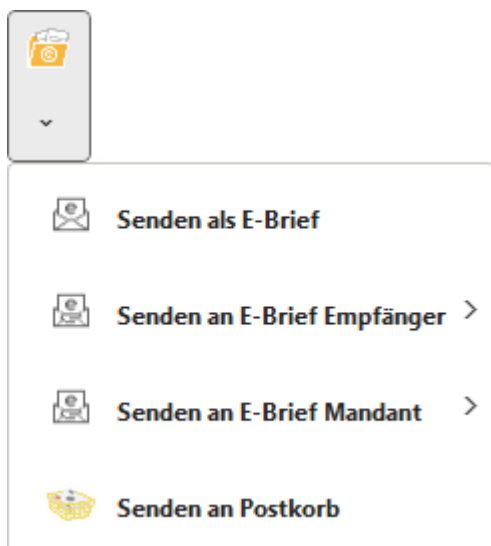 Senden als E-Brief
Senden an E-Brief Empfänger
Senden an E-Brief Mandant
Senden an Postkorb